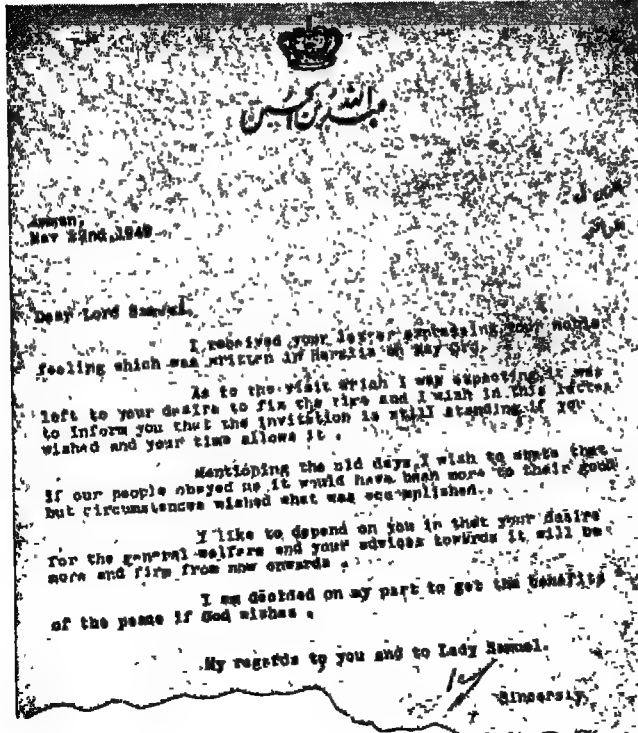 عبد الله بن الحسين
Amman,
May 22nd, 1949
Dear Lord Samuel.
I received your letter expressing your noble
feeling which was written in Herzlia on May 3rd.
As to the visit which I was expecting, it was
left to your desire to fix the time and I wish in this letter
to inform you that the invitation is still standing if you
wished and your time allows it .
Mentioning the old days, I wish to state that
if our people obeyed us it would have been more to their good
but circumstances wished what was accomplished.
I like to depend on you in that your desire
for the general welfare and your advices towards it will be
more and firm from now onwards .
I am decided on my part to get the benefits
of the peace if God wishes .
My regards to you and to Lady Samuel.
Sincerely,